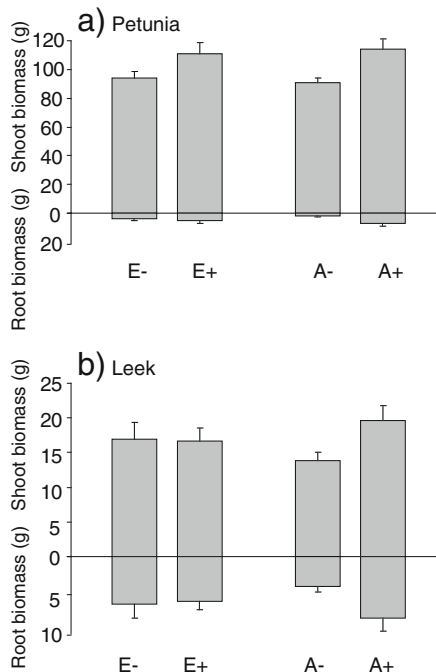 a) Petunia
Shoot biomass (g)
Root biomass (g)
120
100
80
60
40
20
0
20
E- E+ A- A+
b) Leek
Shoot biomass (g)
Root biomass (g)
25
20
15
10
5
0
5
10
E- E+ A- A+